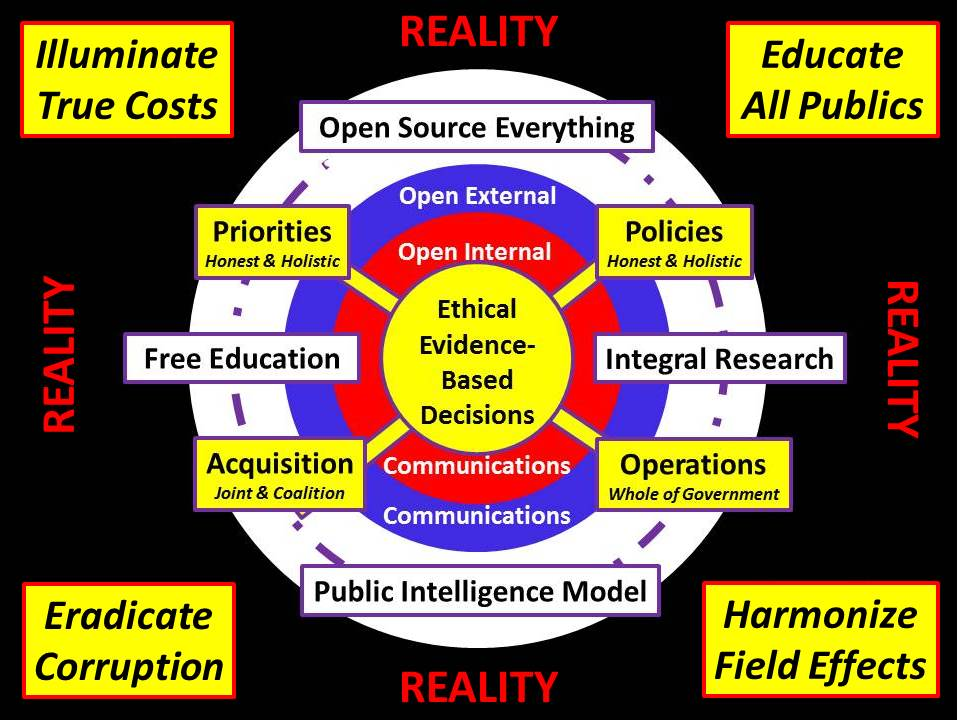 REALITY
Illuminate
True Costs
Educate
All Publics
Open Source Everything
Open External
Priorities
Honest & Holistic
Open Internal
Policies
Honest & Holistic
REALITY
Free Education
Ethical
Evidence-
Based
Decisions
Integral Research
REALITY
Acquisition
Joint & Coalition
Communications
Operations
Whole of Government
Communications
Public Intelligence Model
Eradicate
Corruption
Harmonize
Field Effects
REALITY